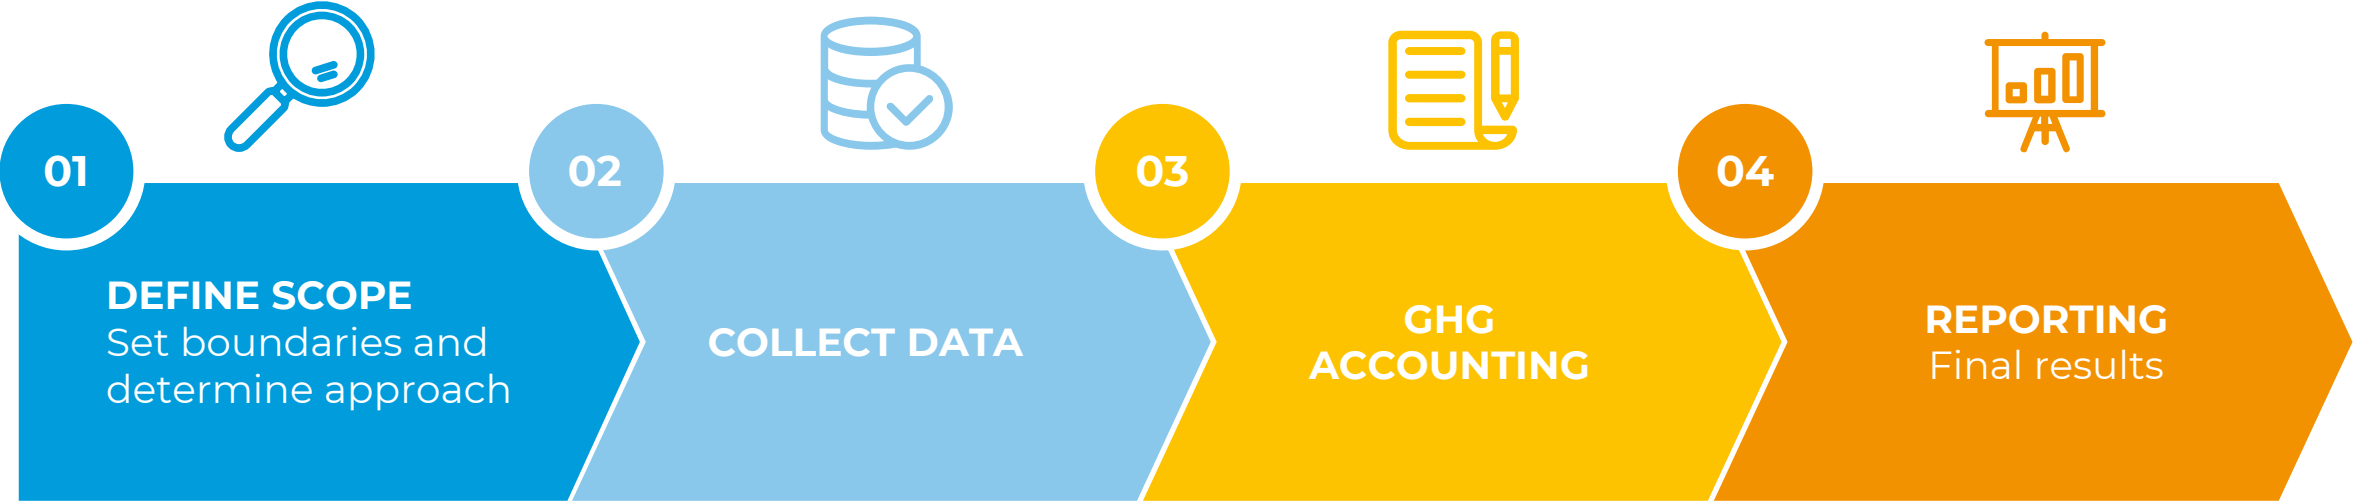 01
DEFINE SCOPE
Set boundaries and
determine approach
02
COLLECT DATA
03
GHG
ACCOUNTING
04
REPORTING
Final results